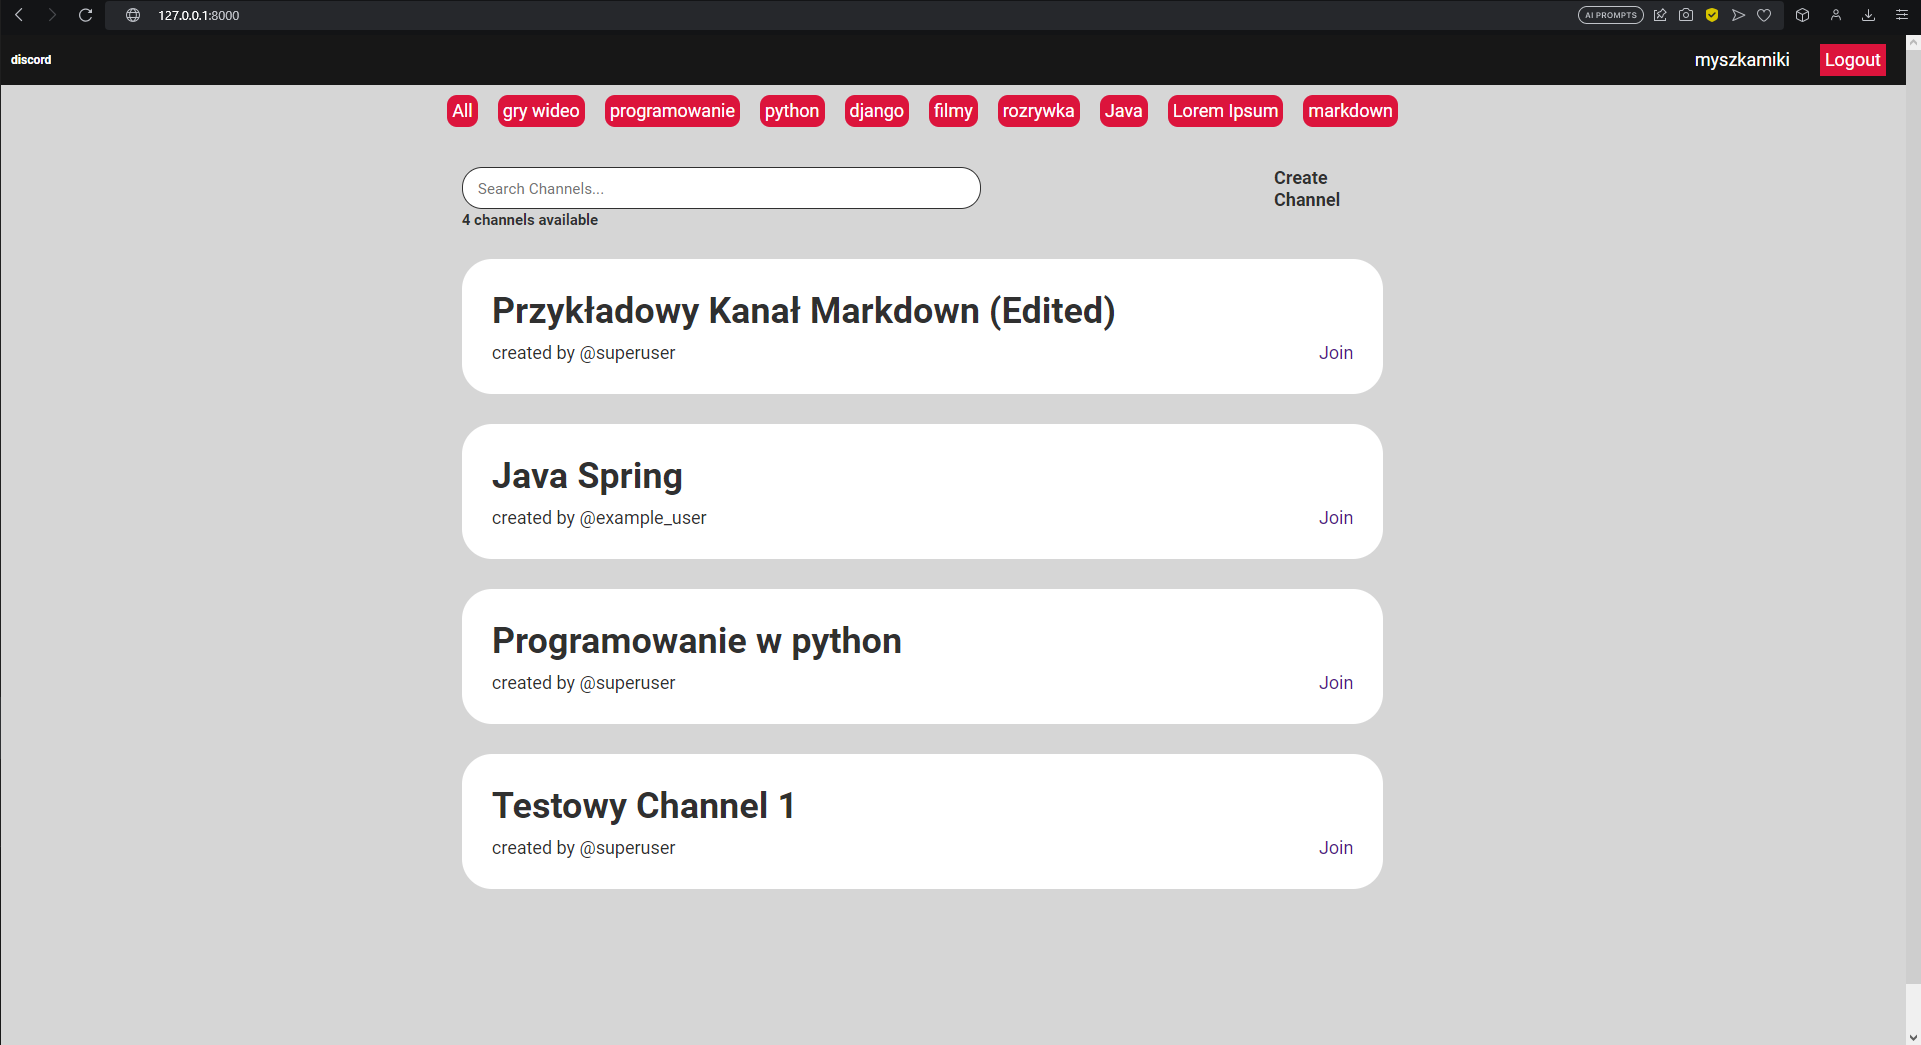 127.0.0.1:8000
AI PROMPTS
discord
myszkamiki
Logout
All
gry wideo
programowanie
python
django
filmy
rozrywka
Java
Lorem Ipsum
markdown
Search Channels...
Create
Channel
4 channels available
Przykładowy Kanał Markdown (Edited)
created by @superuser
Join
Java Spring
created by @example_user
Join
Programowanie w python
created by @superuser
Join
Testowy Channel 1
created by @superuser
Join